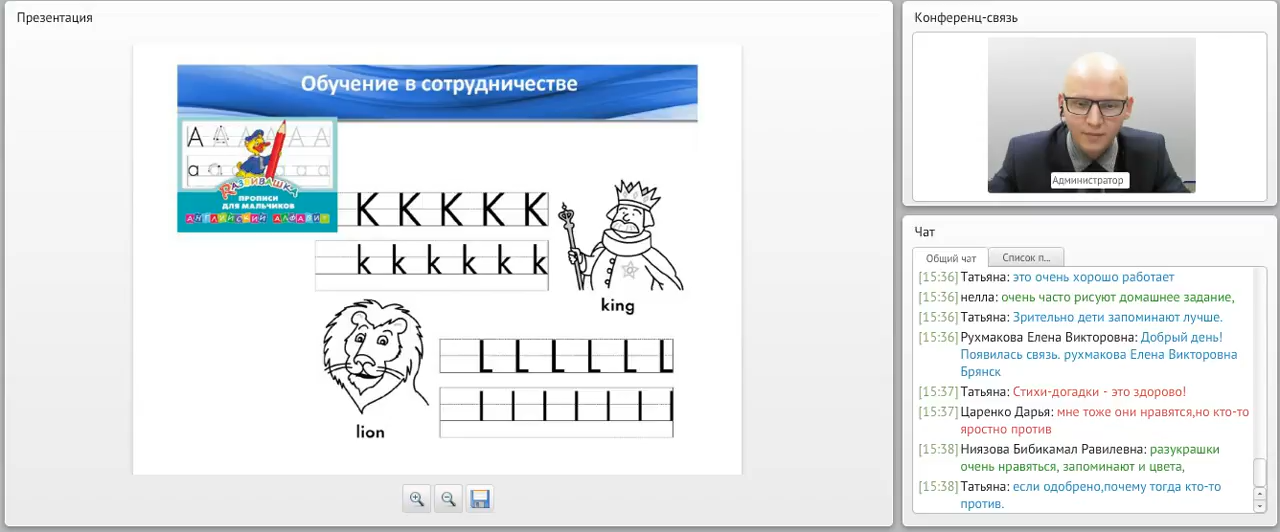 Презентация
Обучение в сотрудничестве
A A A A A A
a a a a a
РАЗВИВАШКА
ПРОПИСИ
ДЛЯ МАЛЬЧИКОВ
АНГЛИЙСКИЙ АЛФАВИТ
K K K K K
k k k k k k
king
L L L L L L
l l l l l l l
lion
Конференц-связь
Администратор
Чат
Общий чат
Список п...
[15:36] Татьяна: это очень хорошо работает
[15:36] нелла: очень часто рисуют домашнее задание,
[15:36] Татьяна: Зрительно дети запоминают лучше.
[15:36] Рухмакова Елена Викторовна: Добрый день!
Появилась связь. рухмакова Елена Викторовна
Брянск
[15:37] Татьяна: Стихи-догадки - это здорово!
[15:37] Царенко Дарья: мне тоже они нравятся,но кто-то
яростно против
[15:38] Ниязова Бибикамал Равилевна: разукрашки
очень нравяться, запоминают и цвета,
[15:38] Татьяна: если одобрено,почему тогда кто-то
против.